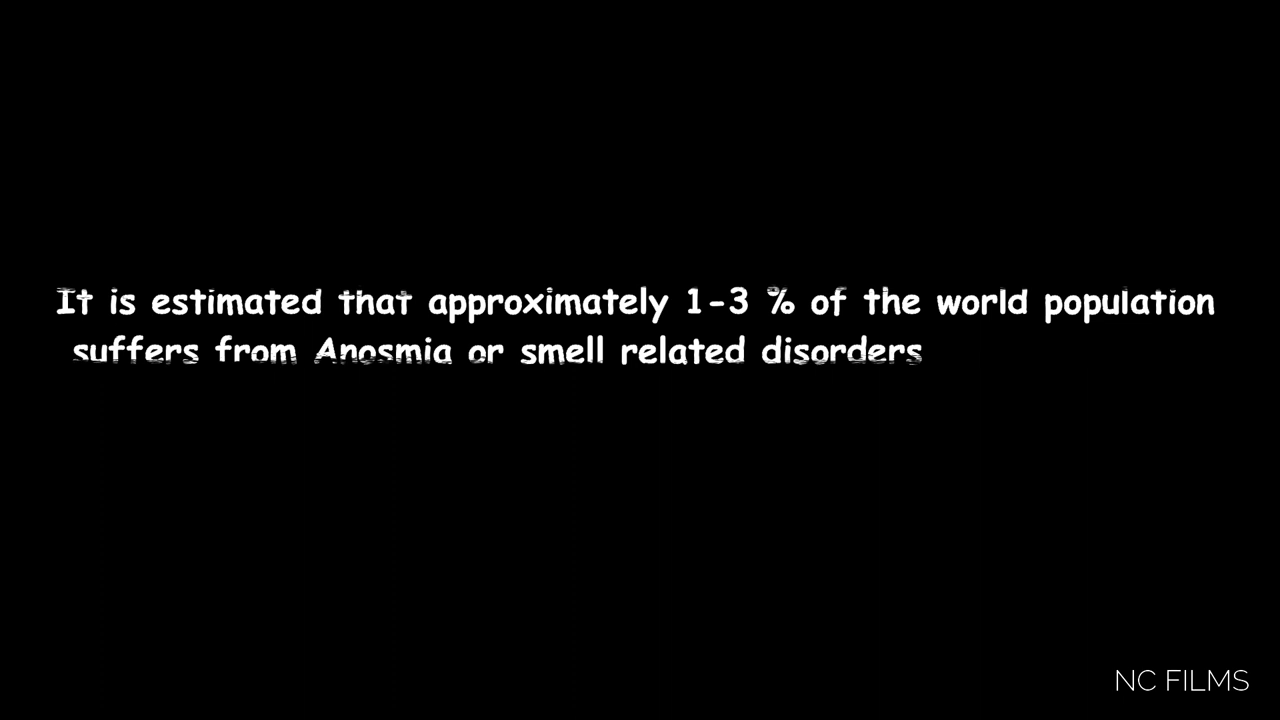 It is estimated that approximately 1-3 % of the world population
suffers from Anosmia or smell related disorders
NC FILMS